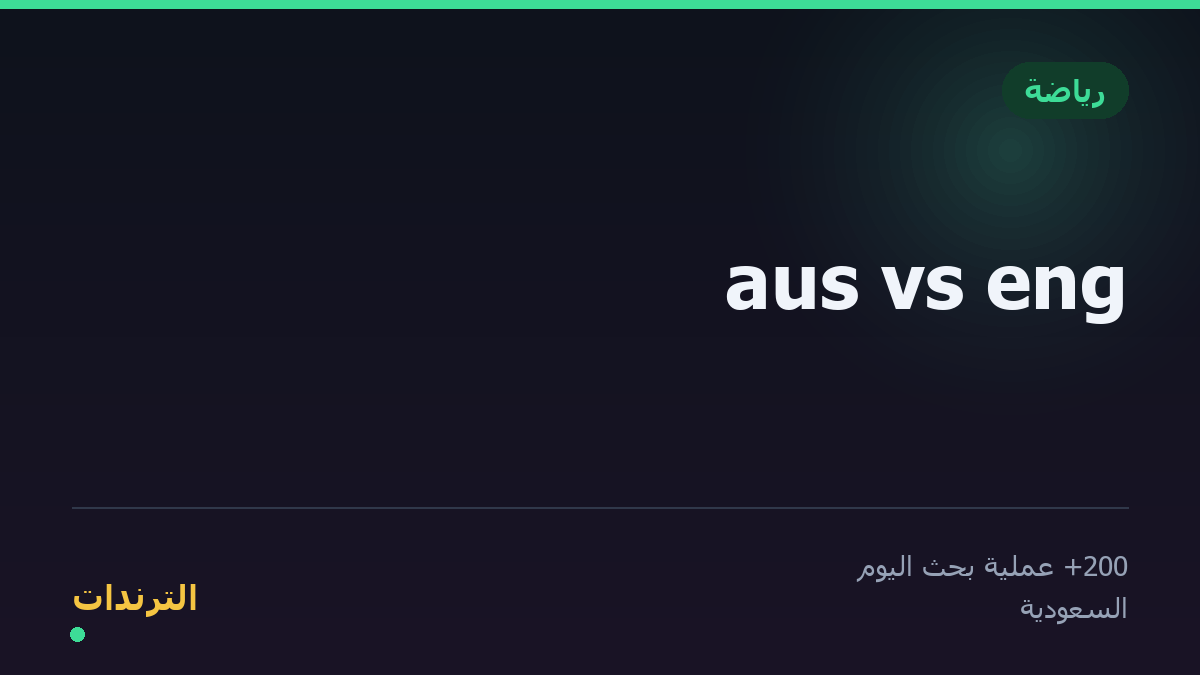 رياضة
aus vs eng
200+ عملية بحث اليوم
السعودية
الترندات